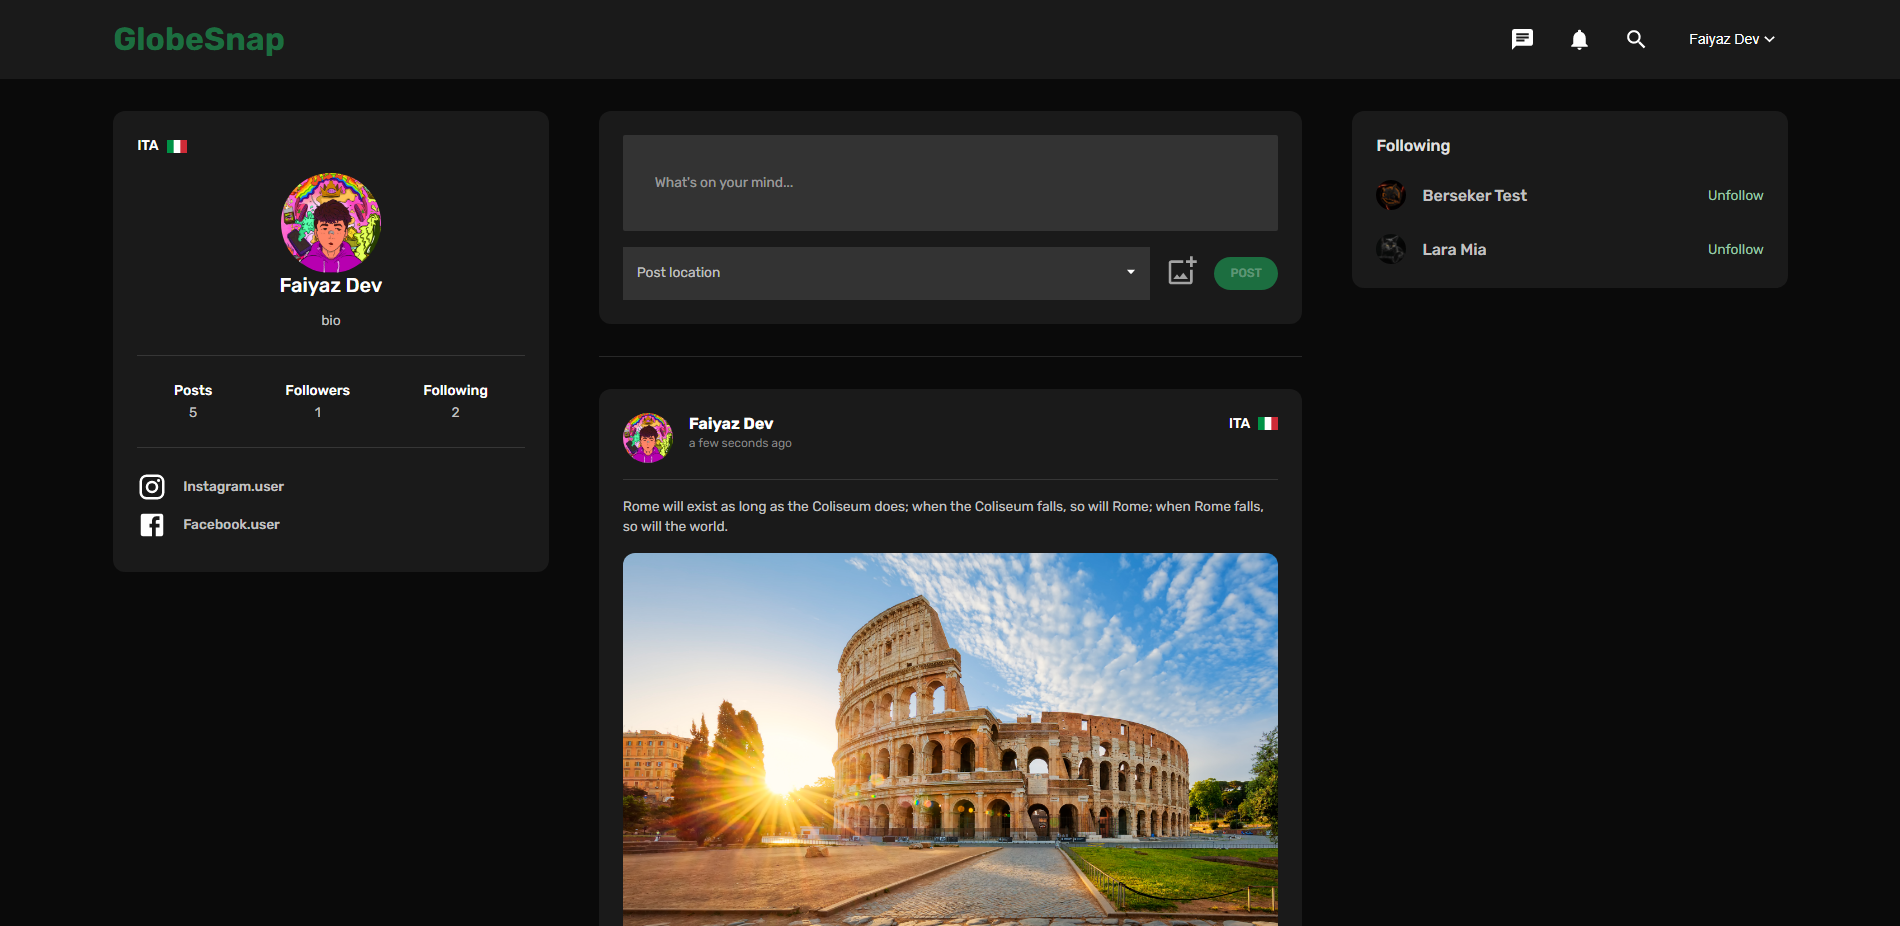 GlobeSnap
Faiyaz Dev
ITA
Faiyaz Dev
bio
Posts
5
Followers
1
Following
2
Instagram.user
Facebook.user
What's on your mind...
Post location
POST
Faiyaz Dev
a few seconds ago
ITA
Rome will exist as long as the Coliseum does; when the Coliseum falls, so will Rome; when Rome falls,
so will the world.
Following
Berseker Test
Unfollow
Lara Mia
Unfollow